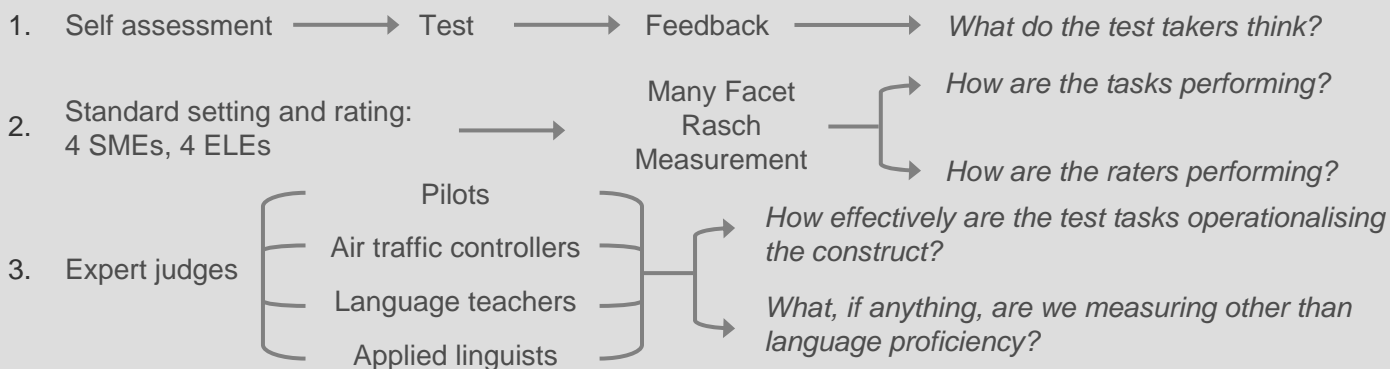 1. Self assessment Test Feedback What do the test takers think?
2. Standard setting and rating:
4 SMEs, 4 ELEs
Many Facet
Rasch
Measurement
How are the tasks performing?
How are the raters performing?
3. Expert judges
Pilots
Air traffic controllers
Language teachers
Applied linguists
How effectively are the test tasks operationalising
the construct?
What, if anything, are we measuring other than
language proficiency?